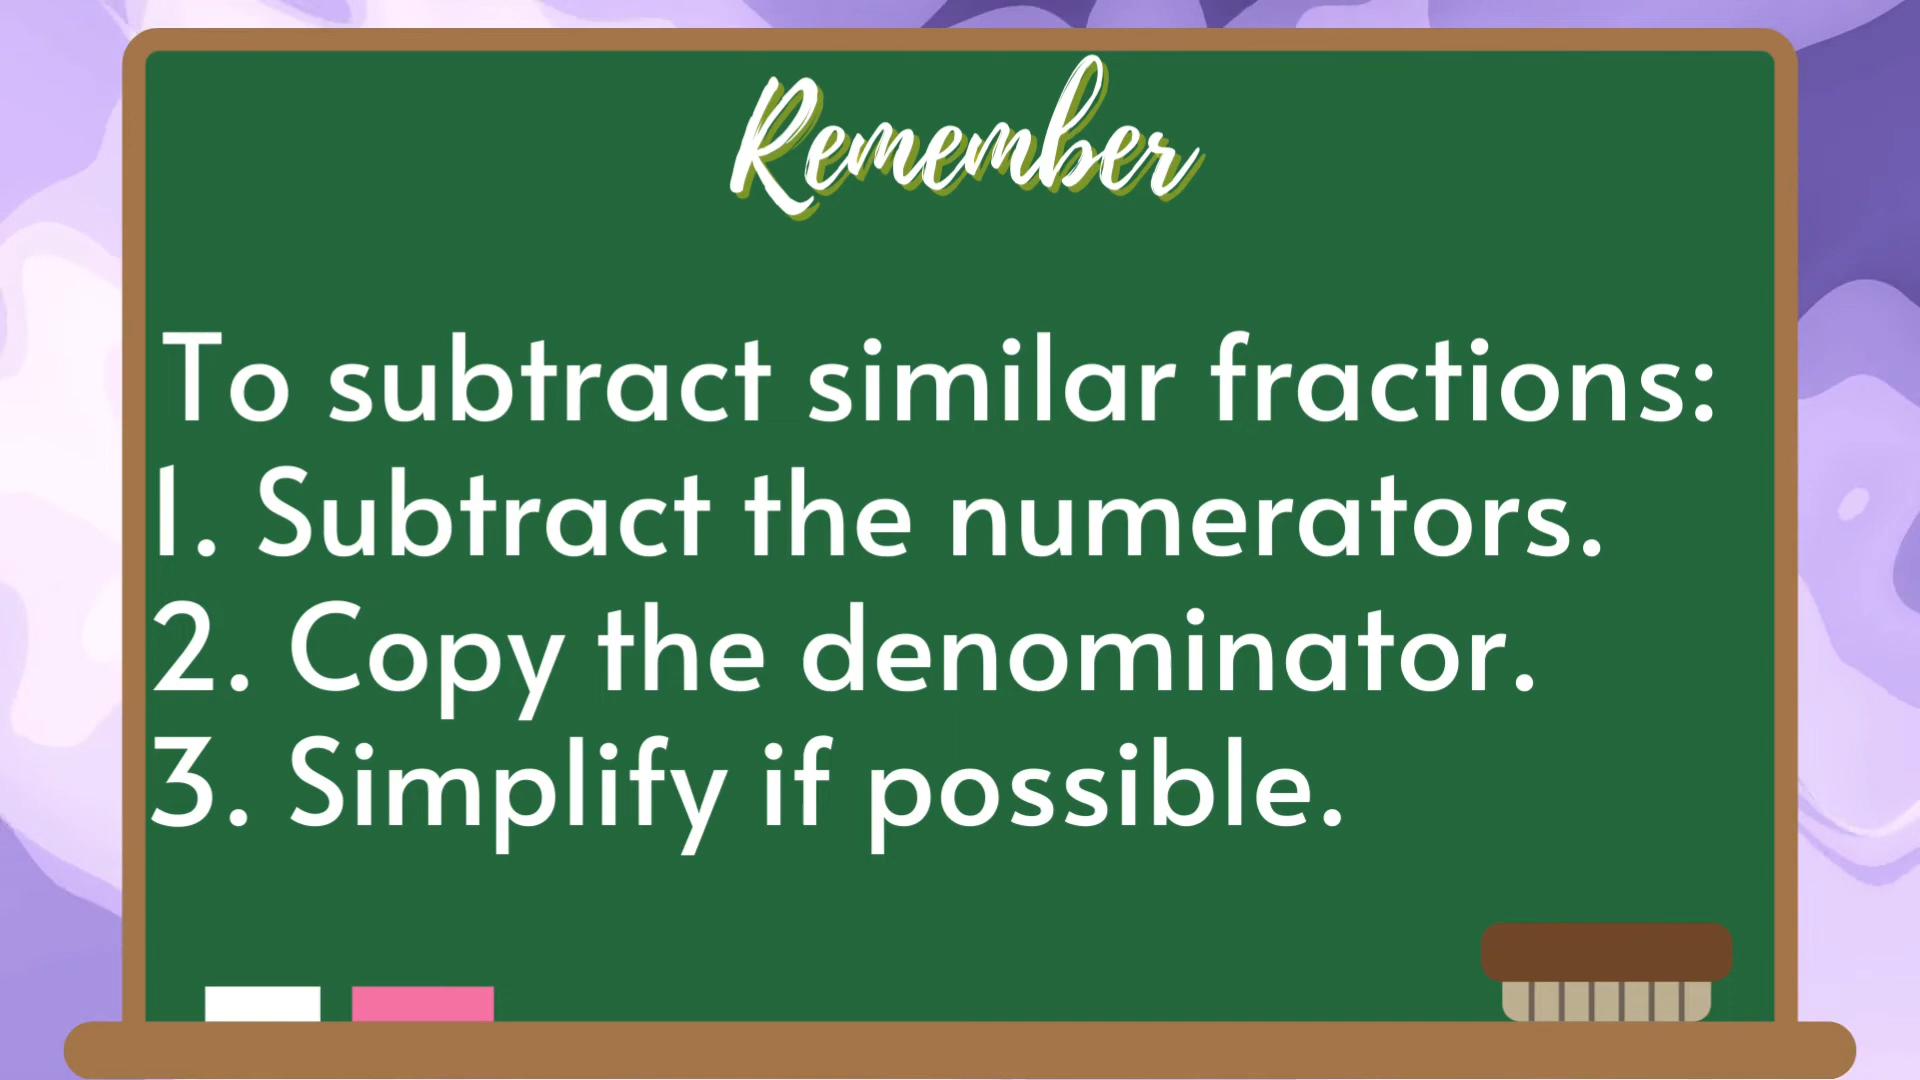 Remember
To subtract similar fractions:
1. Subtract the numerators.
2. Copy the denominator.
3. Simplify if possible.